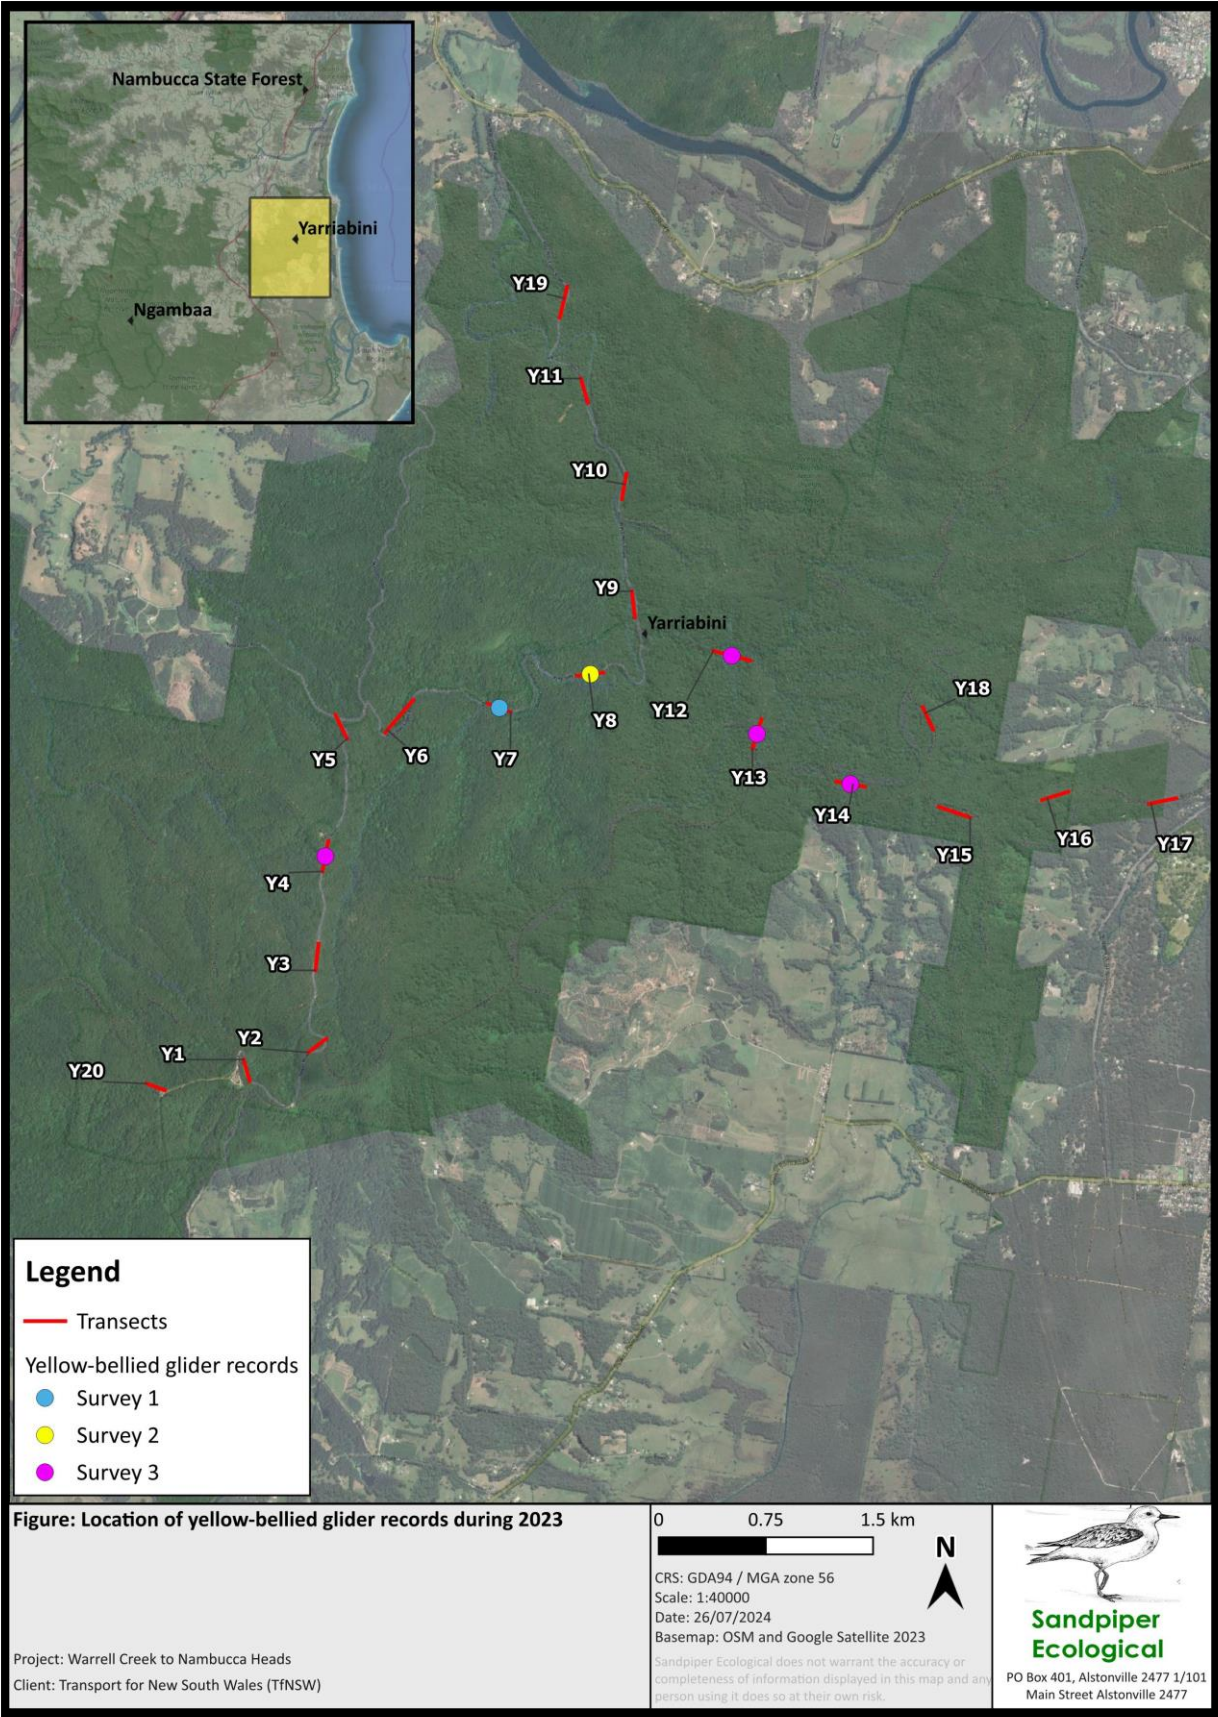 Nambucca State Forest
Yarriabini
Ngambaa
Y19
Y11
Y10
Y9
Yarriabini
Y18
Y12
Y8
Y5
Y6
Y7
Y13
Y14
Y16
Y17
Y15
Y4
Y3
Y2
Y1
Y20
Legend
Transects
Yellow-bellied glider records
Survey 1
Survey 2
Survey 3
Figure: Location of yellow-bellied glider records during 2023
Project: Warrell Creek to Nambucca Heads
Client: Transport for New South Wales (TfNSW)
0 0.75 1.5 km
N
CRS: GDA94 / MGA zone 56
Scale: 1:40000
Date: 26/07/2024
Basemap: OSM and Google Satellite 2023
Sandpiper Ecological does not warrant the accuracy or
completeness of information displayed in this map and any
person using it does so at their own risk.
Sandpiper
Ecological
PO Box 401, Alstonville 2477 1/101
Main Street Alstonville 2477